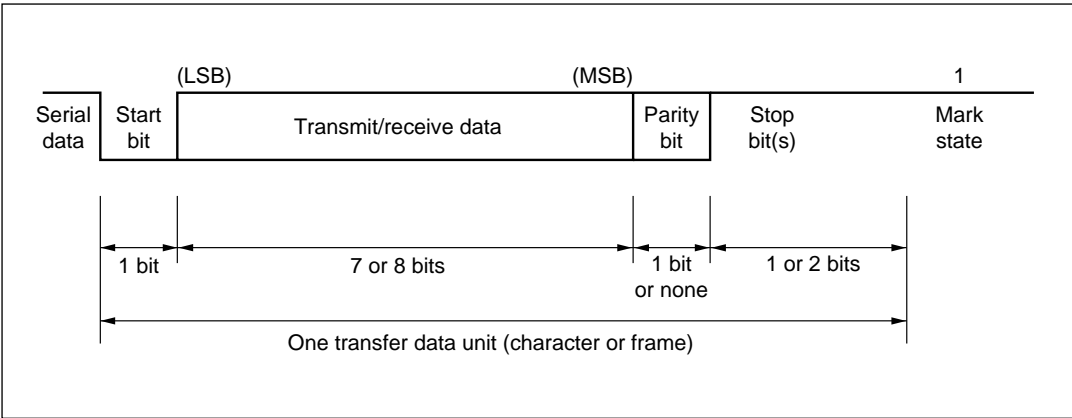 (LSB) (MSB) 1
Serial Start Transmit/receive data Parity Stop Mark
data bit bit bit(s) state
1 bit 7 or 8 bits 1 bit 1 or 2 bits
or none
One transfer data unit (character or frame)